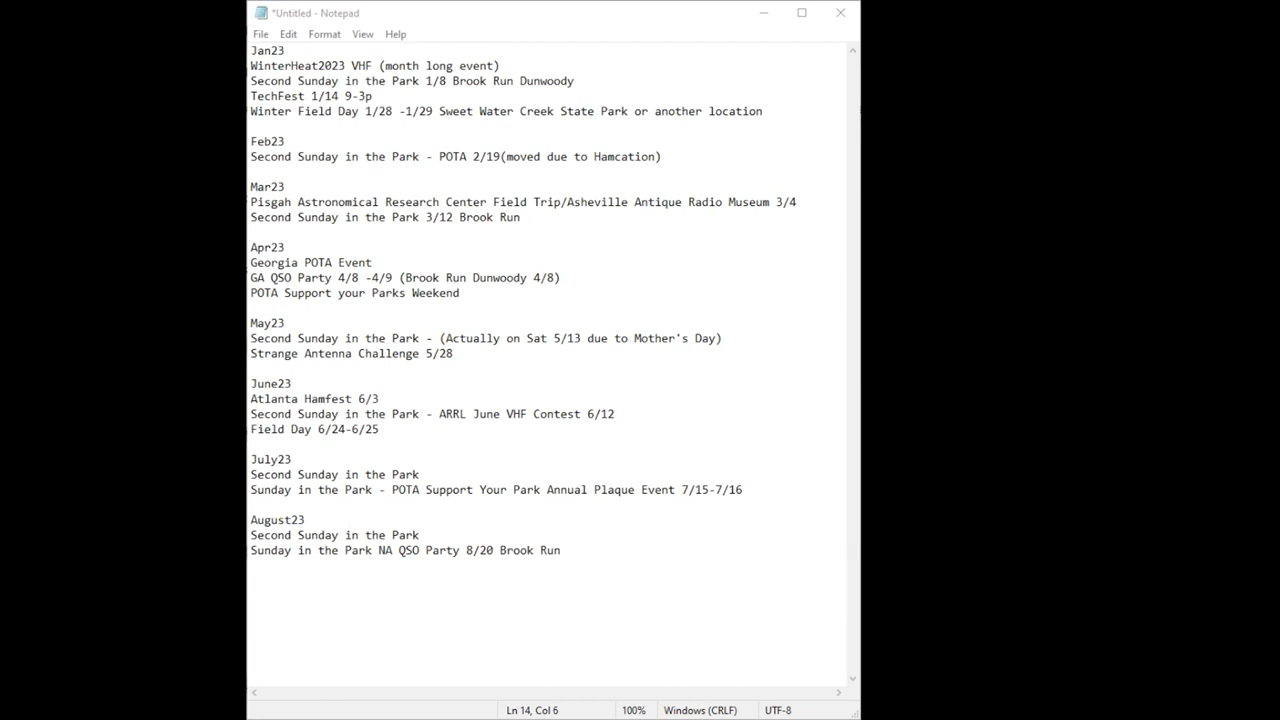 *Untitled - Notepad
File Edit Format View Help
Jan23
WinterHeat2023 VHF (month long event)
Second Sunday in the Park 1/8 Brook Run Dunwoody
TechFest 1/14 9-3p
Winter Field Day 1/28 -1/29 Sweet Water Creek State Park or another location
Feb23
Second Sunday in the Park - POTA 2/19(moved due to Hamcation)
Mar23
Pisgah Astronomical Research Center Field Trip/Asheville Antique Radio Museum 3/4
Second Sunday in the Park 3/12 Brook Run
Apr23
Georgia POTA Event
GA QSO Party 4/8 -4/9 (Brook Run Dunwoody 4/8)
POTA Support your Parks Weekend
May23
Second Sunday in the Park - (Actually on Sat 5/13 due to Mother's Day)
Strange Antenna Challenge 5/28
June23
Atlanta Hamfest 6/3
Second Sunday in the Park - ARRL June VHF Contest 6/12
Field Day 6/24-6/25
July23
Second Sunday in the Park
Sunday in the Park - POTA Support Your Park Annual Plaque Event 7/15-7/16
August23
Second Sunday in the Park
Sunday in the Park NA QSO Party 8/20 Brook Run
Ln 14, Col 6 100% Windows (CRLF) UTF-8